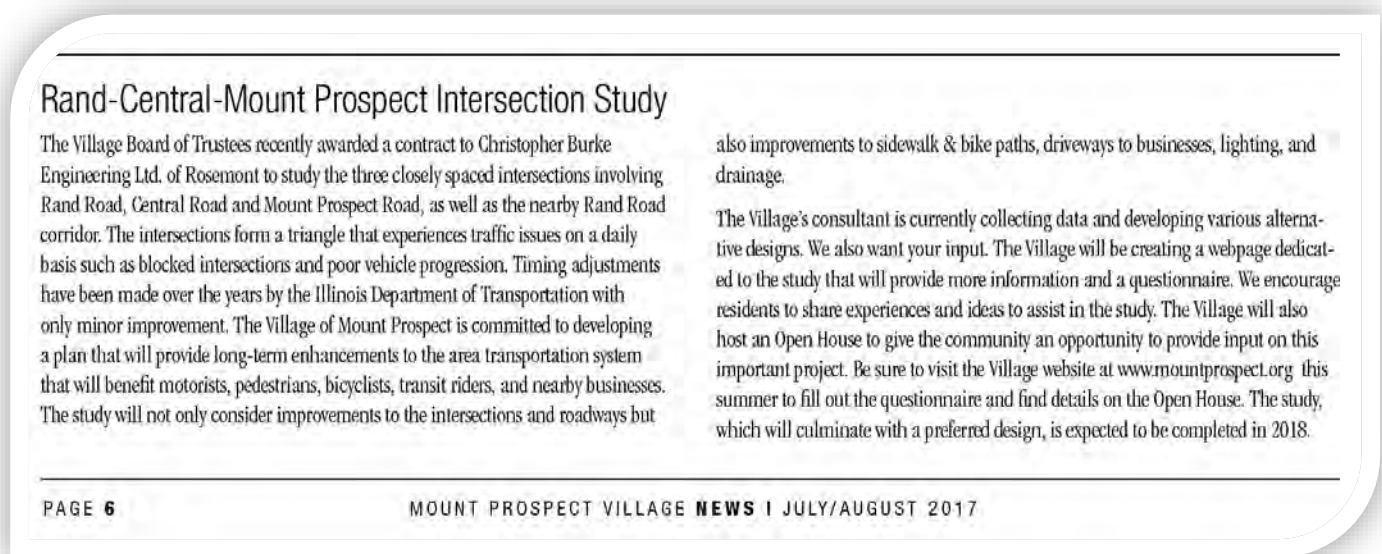 Rand-Central-Mount Prospect Intersection Study
The Village Board of Trustees recently awarded a contract to Christopher Burke
Engineering Ltd. of Rosemont to study the three closely spaced intersections involving
Rand Road, Central Road and Mount Prospect Road, as well as the nearby Rand Road
corridor. The intersections form a triangle that experiences traffic issues on a daily
basis such as blocked intersections and poor vehicle progression. Timing adjustments
have been made over the years by the Illinois Department of Transportation with
only minor improvement. The Village of Mount Prospect is committed to developing
a plan that will provide long-term enhancements to the area transportation system
that will benefit motorists, pedestrians, bicyclists, transit riders, and nearby businesses.
The study will not only consider improvements to the intersections and roadways but
also improvements to sidewalk & bike paths, driveways to businesses, lighting, and
drainage.
The Village's consultant is currently collecting data and developing various alterna-
tive designs. We also want your input. The Village will be creating a webpage dedicat-
ed to the study that will provide more information and a questionnaire. We encourage
residents to share experiences and ideas to assist in the study. The Village will also
host an Open House to give the community an opportunity to provide input on this
important project. Be sure to visit the Village website at www.mountprospect.org this
summer to fill out the questionnaire and find details on the Open House. The study,
which will culminate with a preferred design, is expected to be completed in 2018.
PAGE 6
MOUNT PROSPECT VILLAGE NEWS | JULY/AUGUST 2017